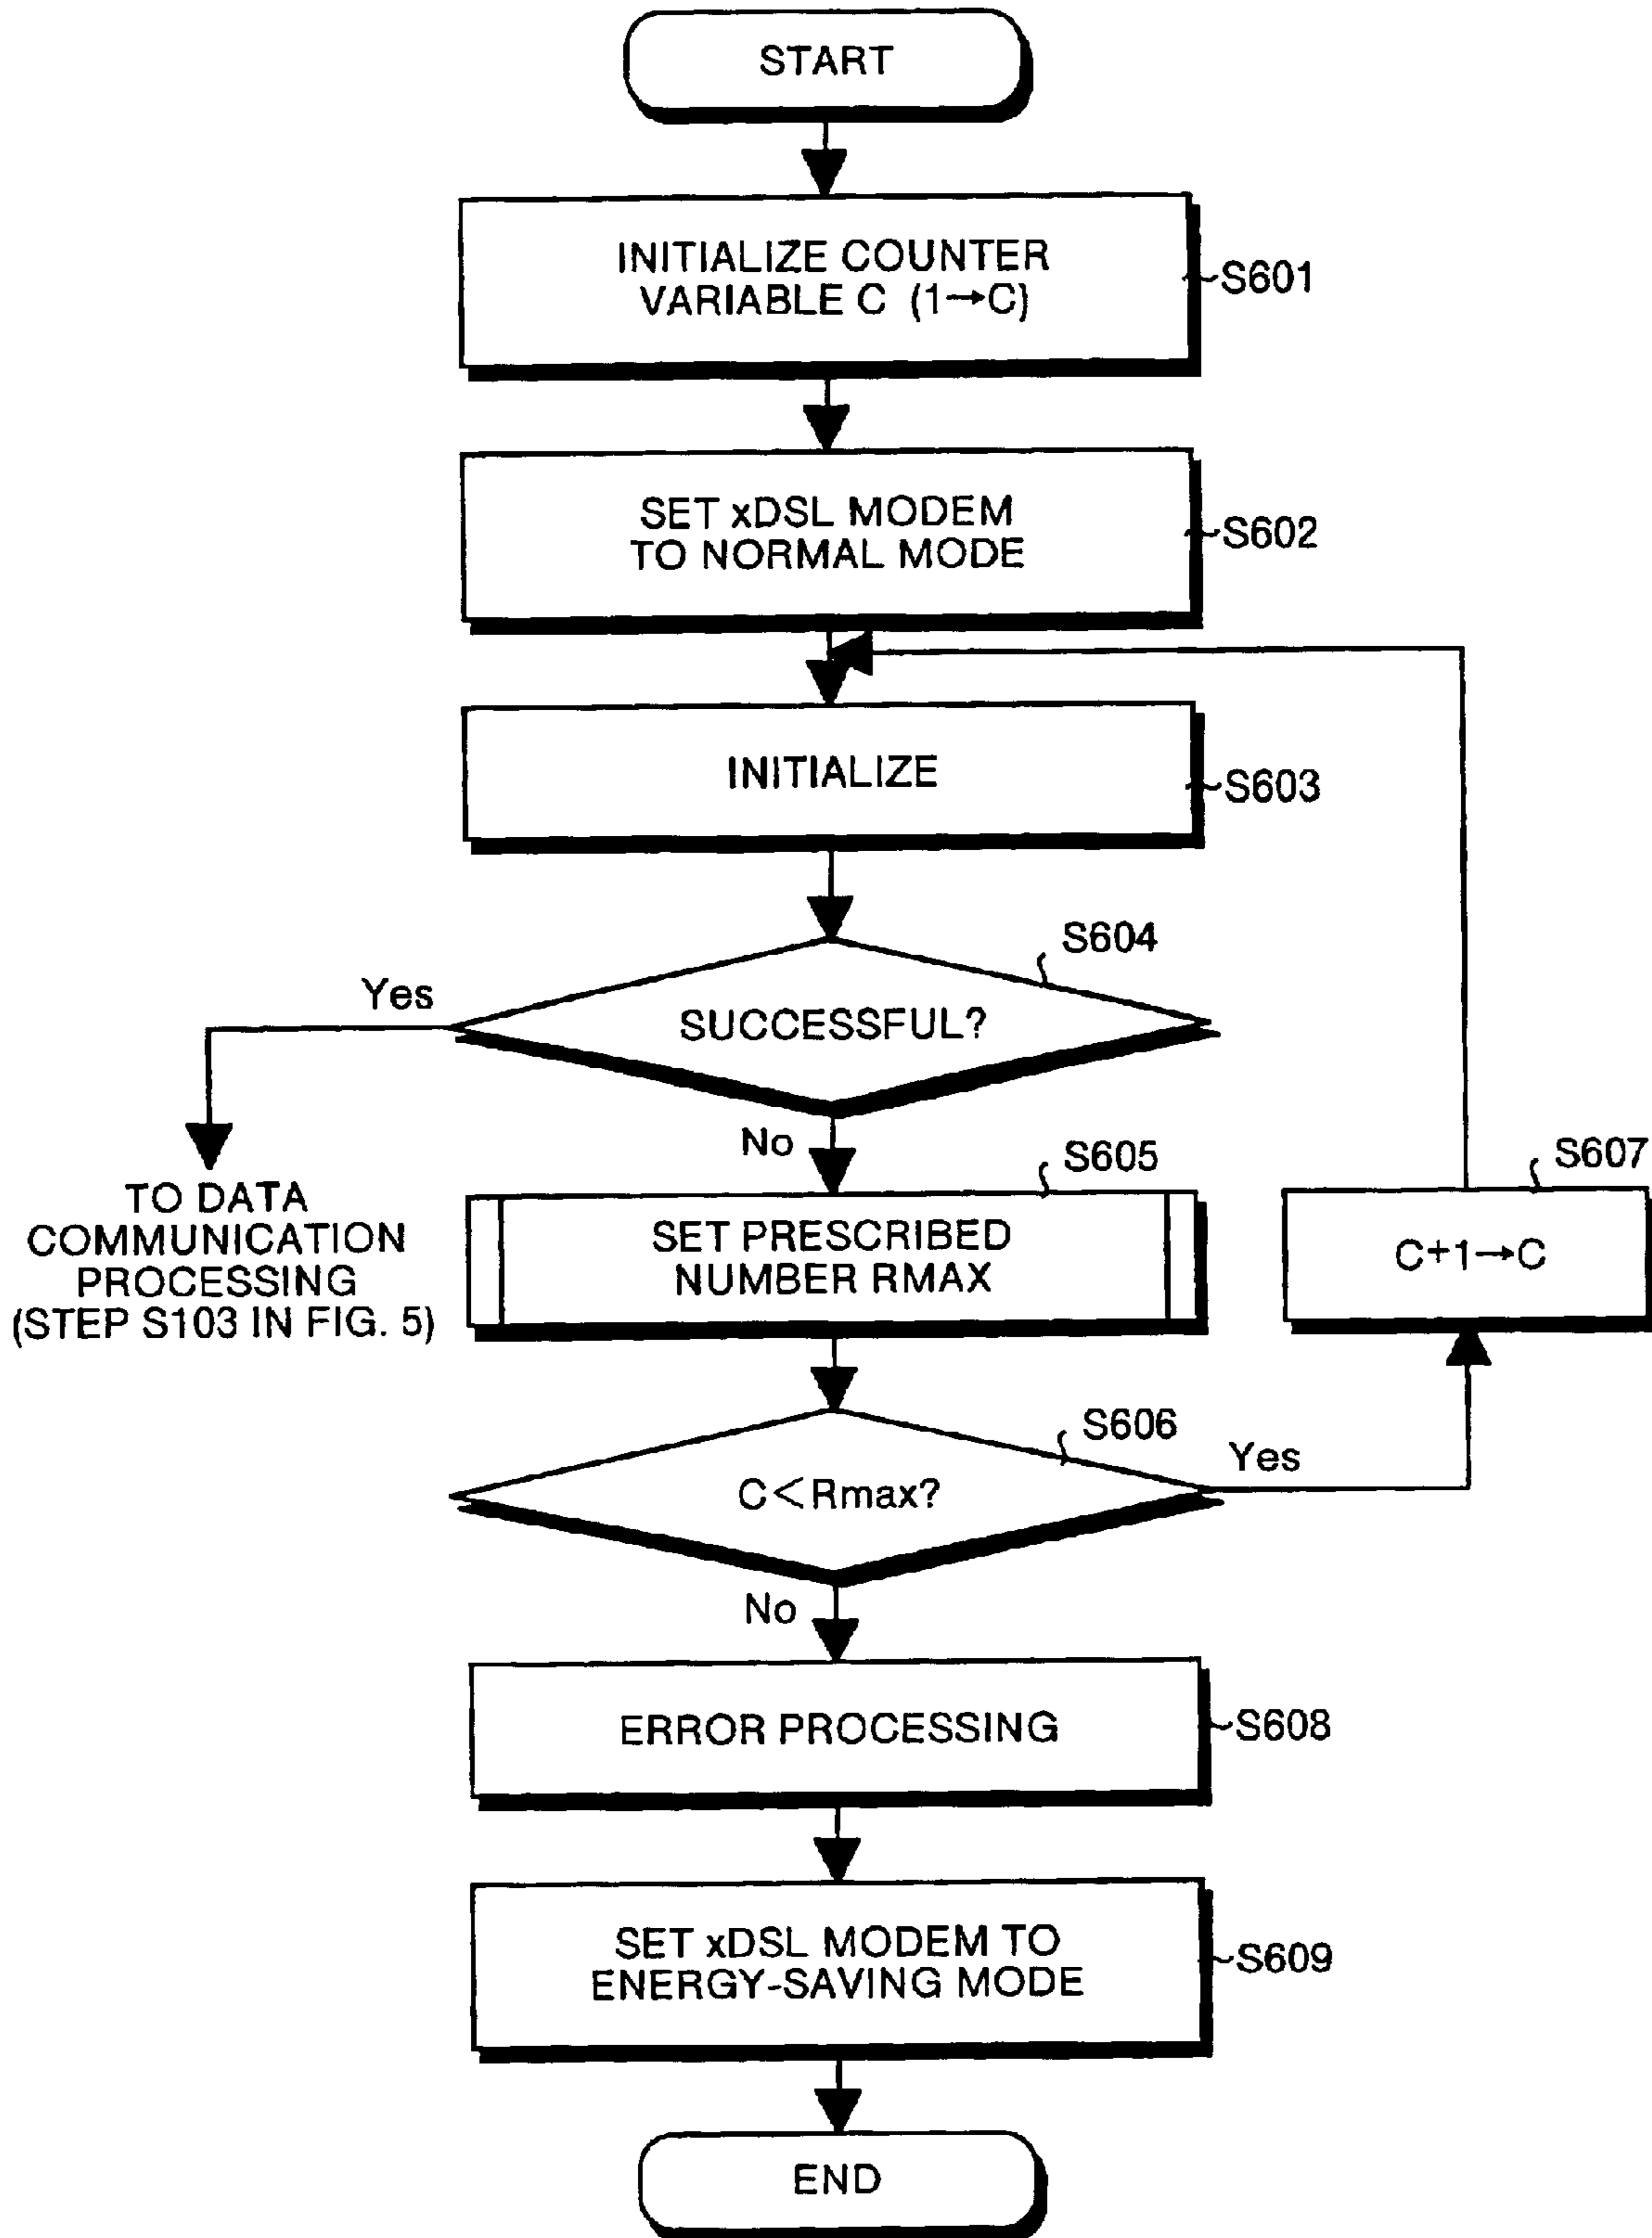 START
INITIALIZE COUNTER
VARIABLE C (1→C)
S601
SET xDSL MODEM
TO NORMAL MODE
S602
INITIALIZE
S603
S604
Yes
SUCCESSFUL?
No
TO DATA
COMMUNICATION
PROCESSING
(STEP S103 IN FIG. 5)
S605
SET PRESCRIBED
NUMBER RMAX
S607
C+1→C
S606
C<Rmax?
Yes
No
ERROR PROCESSING
S608
SET xDSL MODEM TO
ENERGY-SAVING MODE
S609
END